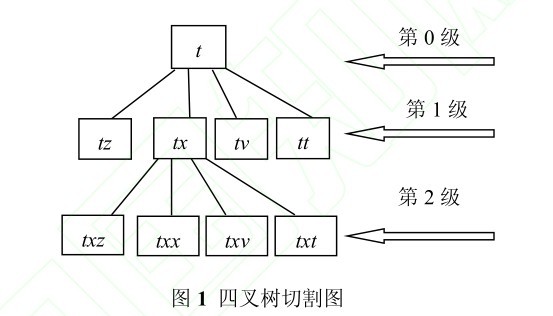 t
第 0 级
tz tx tv tt
第 1 级
txz txx txv txt
第 2 级
图 1 四叉树切割图